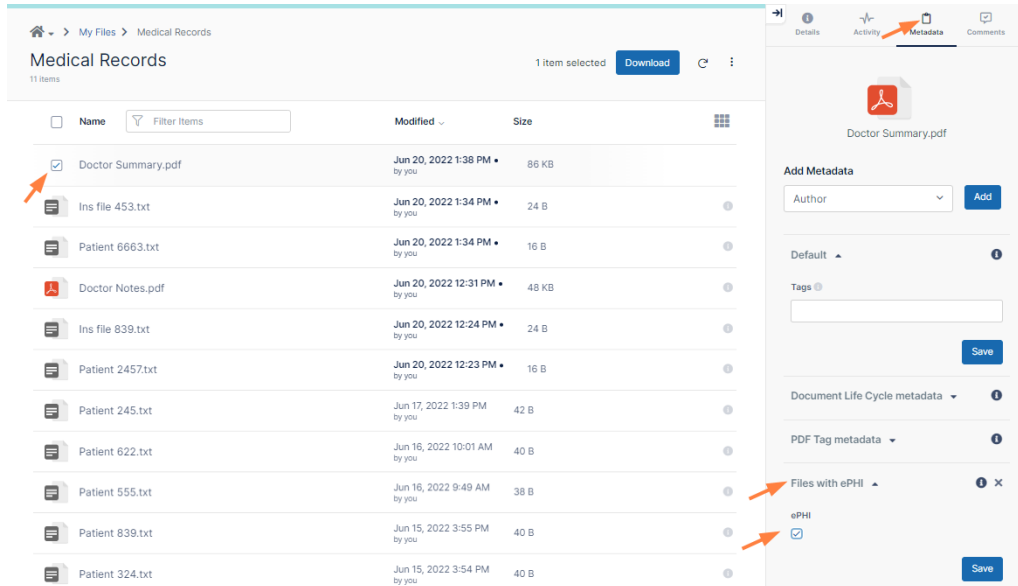 My Files Medical Records
Medical Records
11 items
1 item selected Download
Name Filter Items Modified Size
Doctor Summary.pdf Jun 20, 2022 1:38 PM • 86 KB
by you
Ins file 453.txt Jun 20, 2022 1:34 PM • 24 B
by you
Patient 6663.txt Jun 20, 2022 1:34 PM • 16 B
by you
Doctor Notes.pdf Jun 20, 2022 12:31 PM • 48 KB
by you
Ins file 839.txt Jun 20, 2022 12:24 PM • 24 B
by you
Patient 2457.txt Jun 20, 2022 12:23 PM • 16 B
by you
Patient 245.txt Jun 17, 2022 1:39 PM 42 B
by you
Patient 622.txt Jun 16, 2022 10:01 AM 40 B
by you
Patient 555.txt Jun 16, 2022 9:49 AM 38 B
by you
Patient 839.txt Jun 15, 2022 3:55 PM 40 B
by you
Patient 324.txt Jun 15, 2022 3:54 PM 40 B
by you
Details Activity Metadata Comments
Doctor Summary.pdf
Add Metadata
Author Add
Default
Tags
Save
Document Life Cycle metadata
PDF Tag metadata
Files with ePHI
ePHI
Save